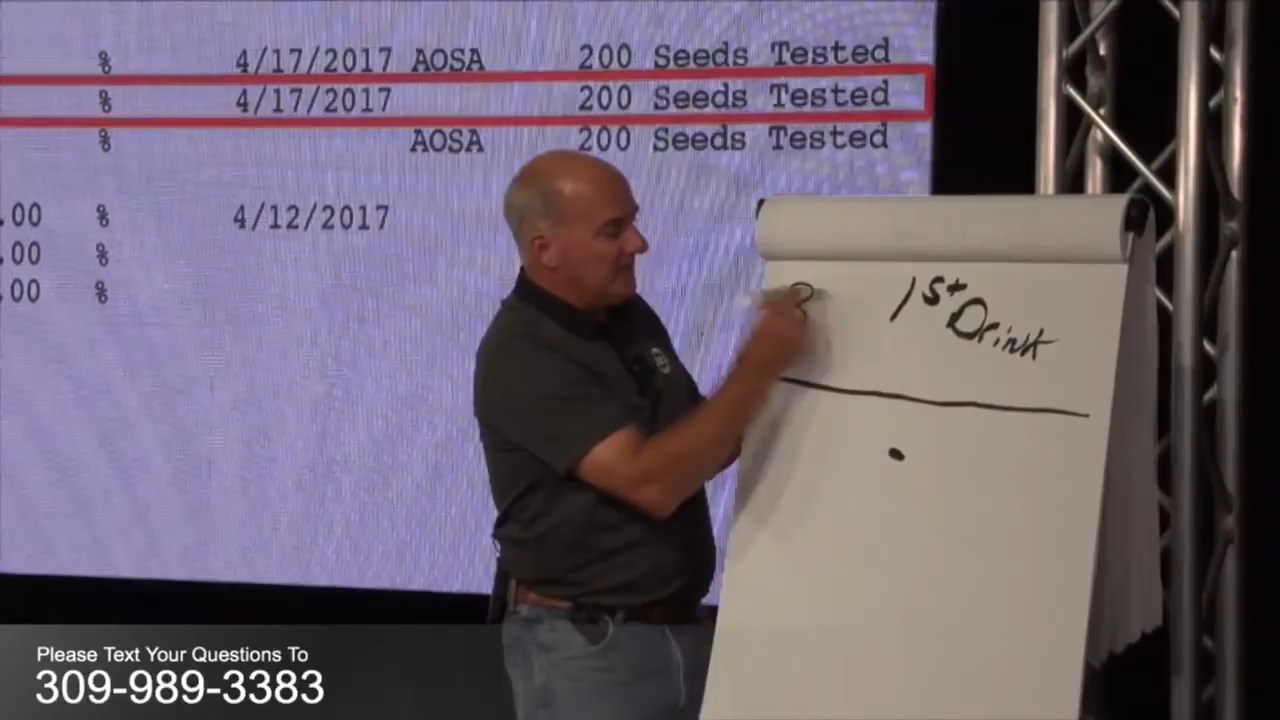 % 4/17/2017 AOSA 200 Seeds Tested
% 4/17/2017 200 Seeds Tested
% AOSA 200 Seeds Tested
.00 % 4/12/2017
.00 %
.00 %
1st Drink
Please Text Your Questions To
309-989-3383